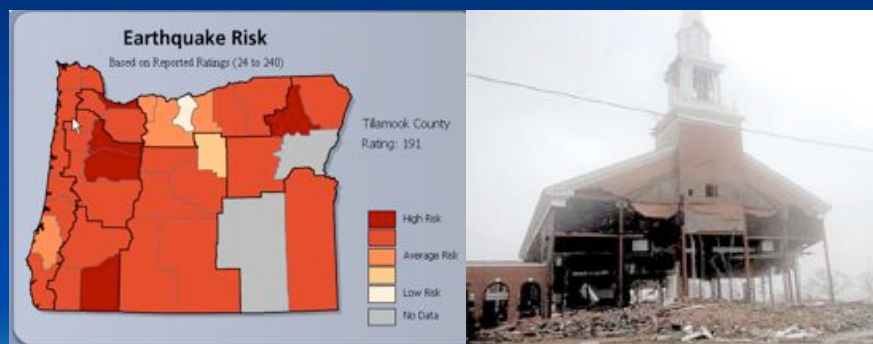 Earthquake Risk
Based on Reported Ratings (24 to 240)
Tillamook County
Rating: 191
High Risk
Average Risk
Low Risk
No Data